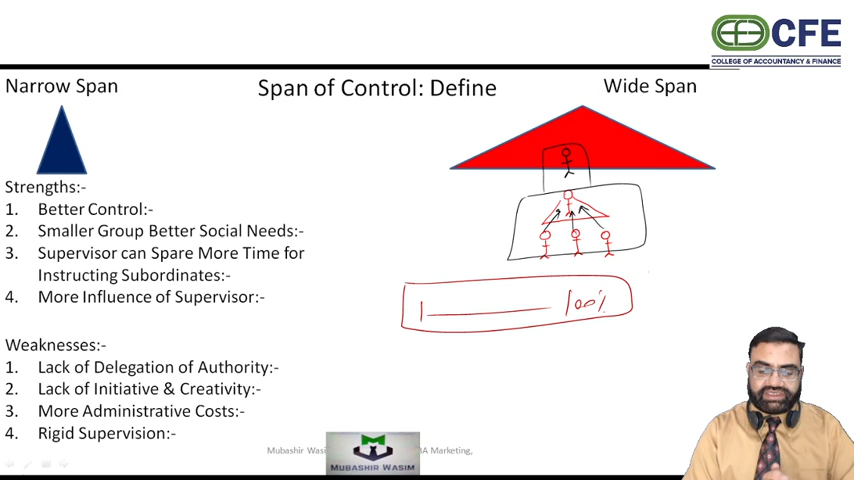 CFE
COLLEGE OF ACCOUNTANCY & FINANCE
Narrow Span
Span of Control: Define
Wide Span
Strengths:-
1. Better Control:-
2. Smaller Group Better Social Needs:-
3. Supervisor can Spare More Time for
Instructing Subordinates:-
4. More Influence of Supervisor:-
100%
Weaknesses:-
1. Lack of Delegation of Authority:-
2. Lack of Initiative & Creativity:-
3. More Administrative Costs:-
4. Rigid Supervision:-
Mubashir Wasi
Marketing,
MUBASHIR WASIM